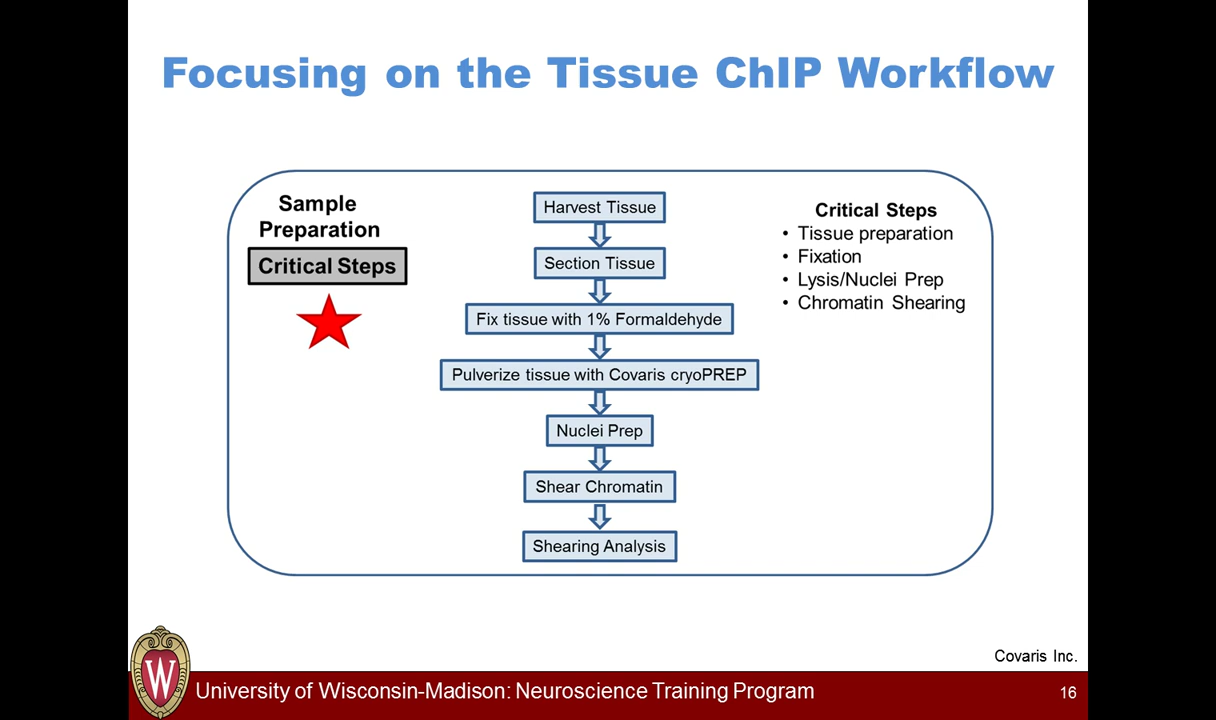 Focusing on the Tissue ChIP Workflow
Sample
Preparation
Critical Steps
Harvest Tissue
Section Tissue
Fix tissue with 1% Formaldehyde
Pulverize tissue with Covaris cryoPREP
Nuclei Prep
Shear Chromatin
Shearing Analysis
Critical Steps
• Tissue preparation
• Fixation
• Lysis/Nuclei Prep
• Chromatin Shearing
Covaris Inc.
W
University of Wisconsin-Madison: Neuroscience Training Program
16